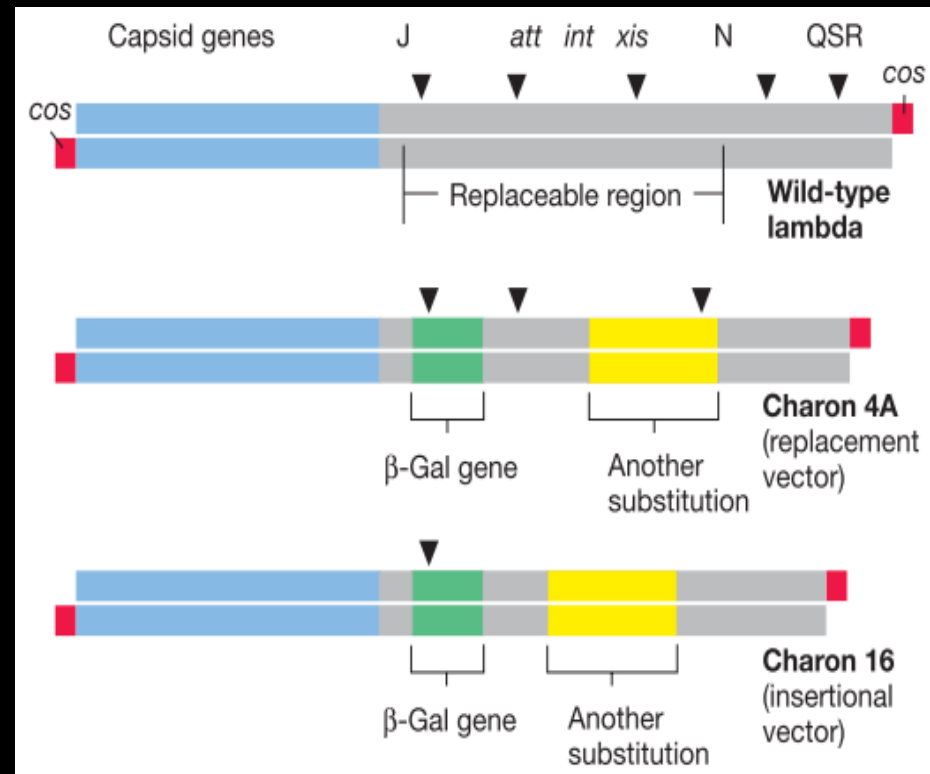 Capsid genes J att int xis N QSR
cos
cos
Replaceable region
Wild-type
lambda
β-Gal gene
Another
substitution
Charon 4A
(replacement
vector)
β-Gal gene
Another
substitution
Charon 16
(insertional
vector)